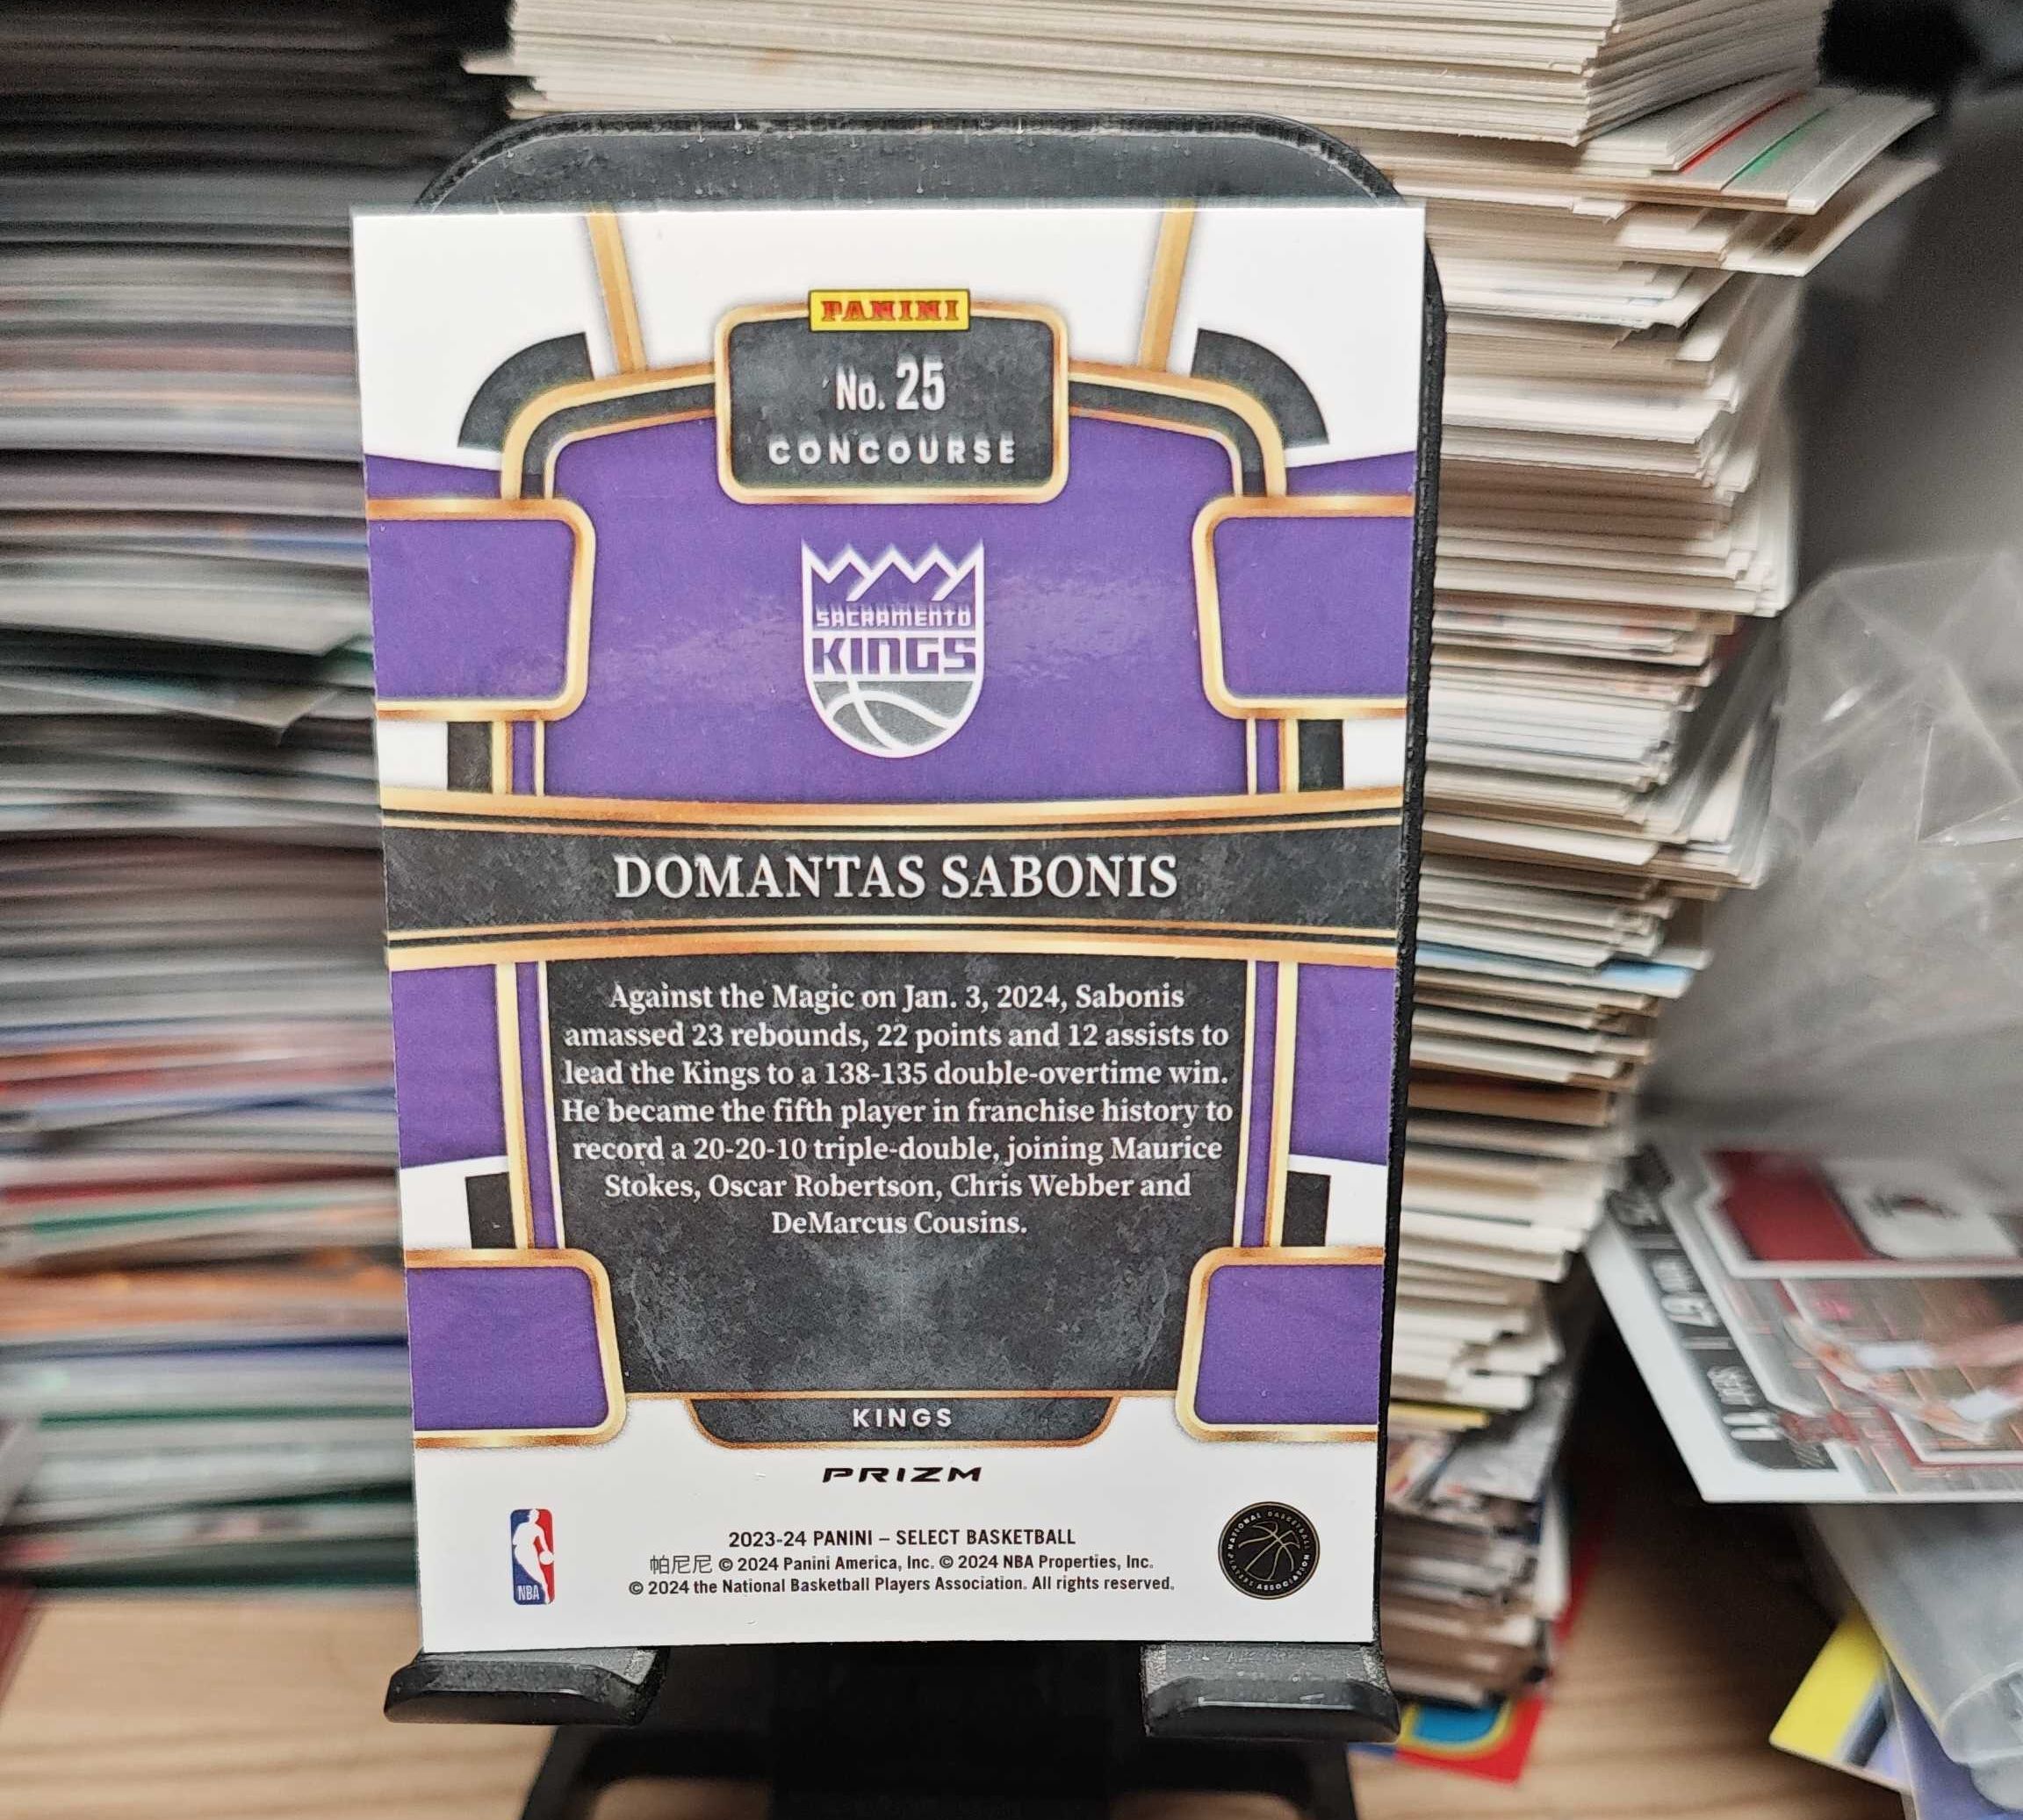 PANINI
No. 25
CONCOURSE
SACRAMENTO
KINGS
DOMANTAS SABONIS
Against the Magic on Jan. 3, 2024, Sabonis
amassed 23 rebounds, 22 points and 12 assists to
lead the Kings to a 138-135 double-overtime win.
He became the fifth player in franchise history to
record a 20-20-10 triple-double, joining Maurice
Stokes, Oscar Robertson, Chris Webber and
DeMarcus Cousins.
KINGS
PRIZM
2023-24 PANINI – SELECT BASKETBALL
帕尼尼 © 2024 Panini America, Inc. © 2024 NBA Properties, Inc.
© 2024 the National Basketball Players Association. All rights reserved.
NBA
NATIONAL BASKETBALL
PLAYERS ASSOCIATION